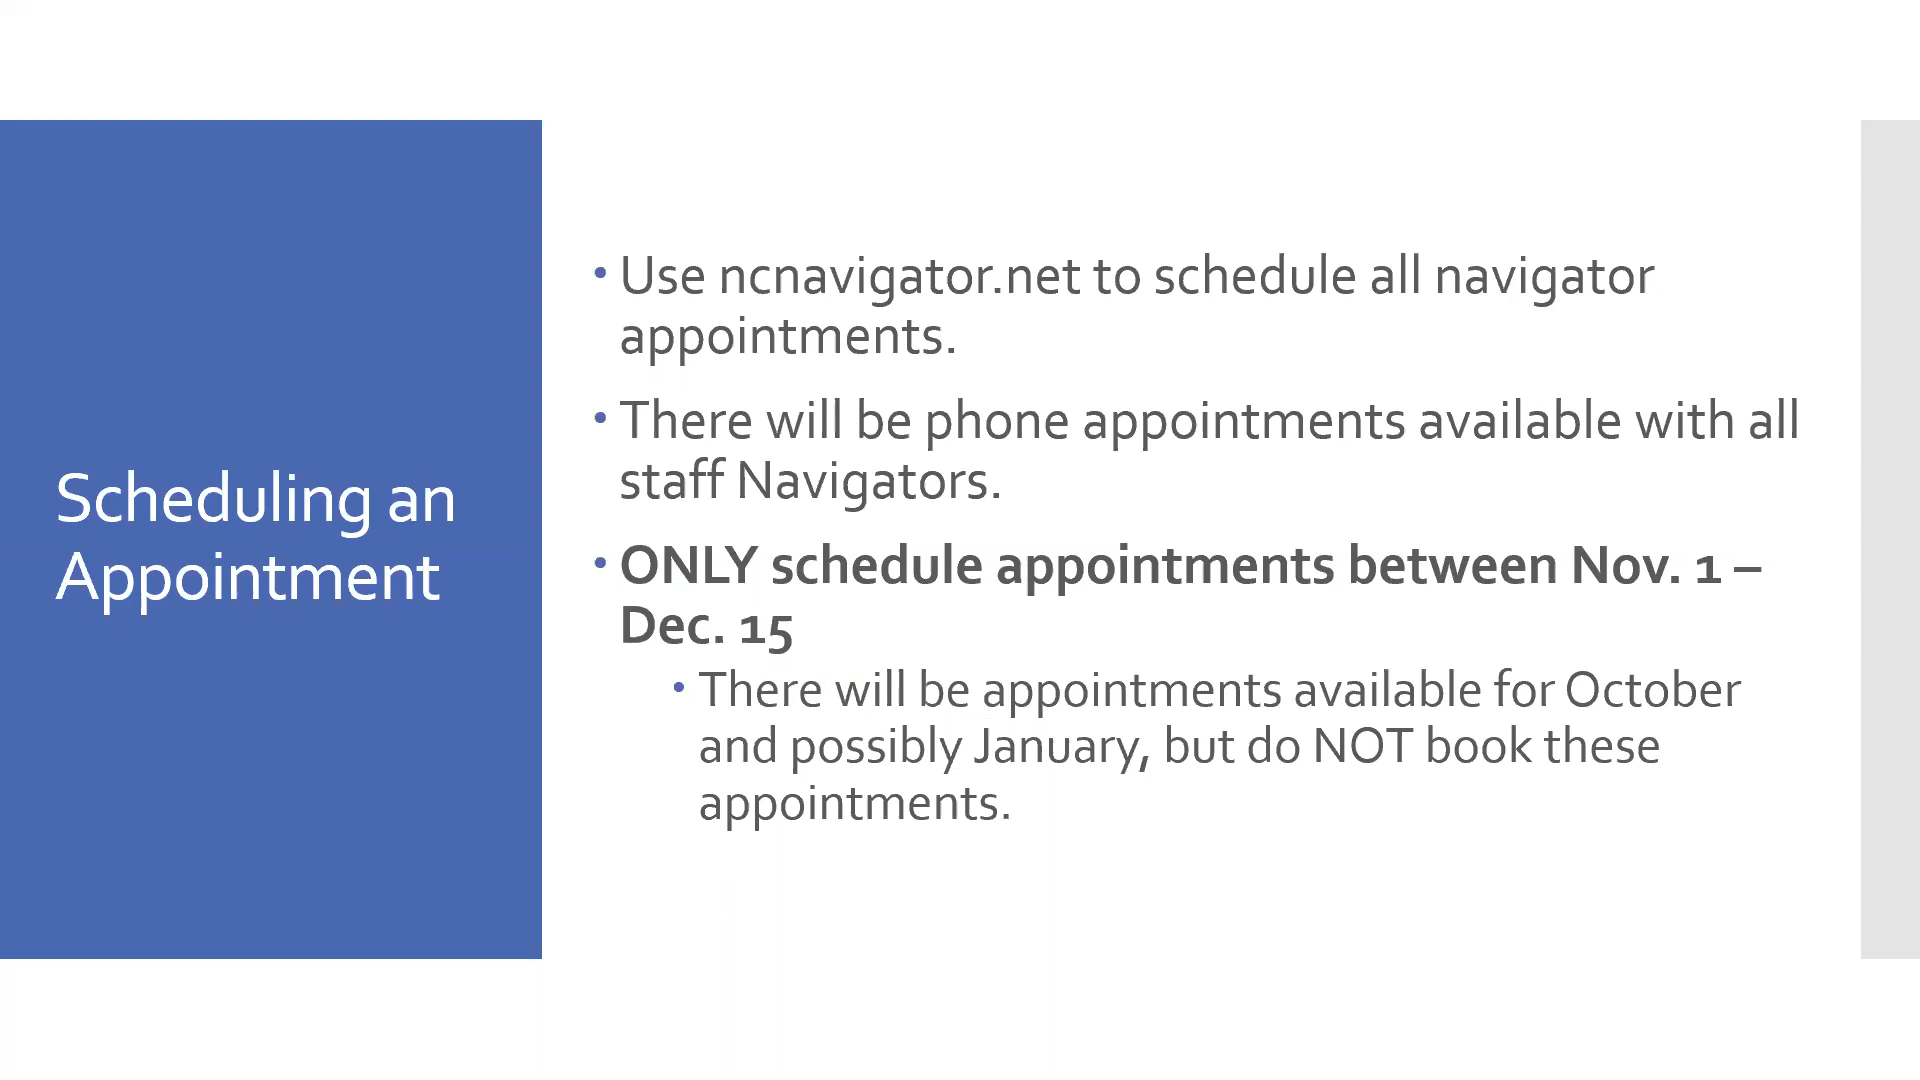 Scheduling an
Appointment
• Use ncnavigator.net to schedule all navigator
appointments.
• There will be phone appointments available with all
staff Navigators.
• ONLY schedule appointments between Nov. 1 –
Dec. 15
• There will be appointments available for October
and possibly January, but do NOT book these
appointments.